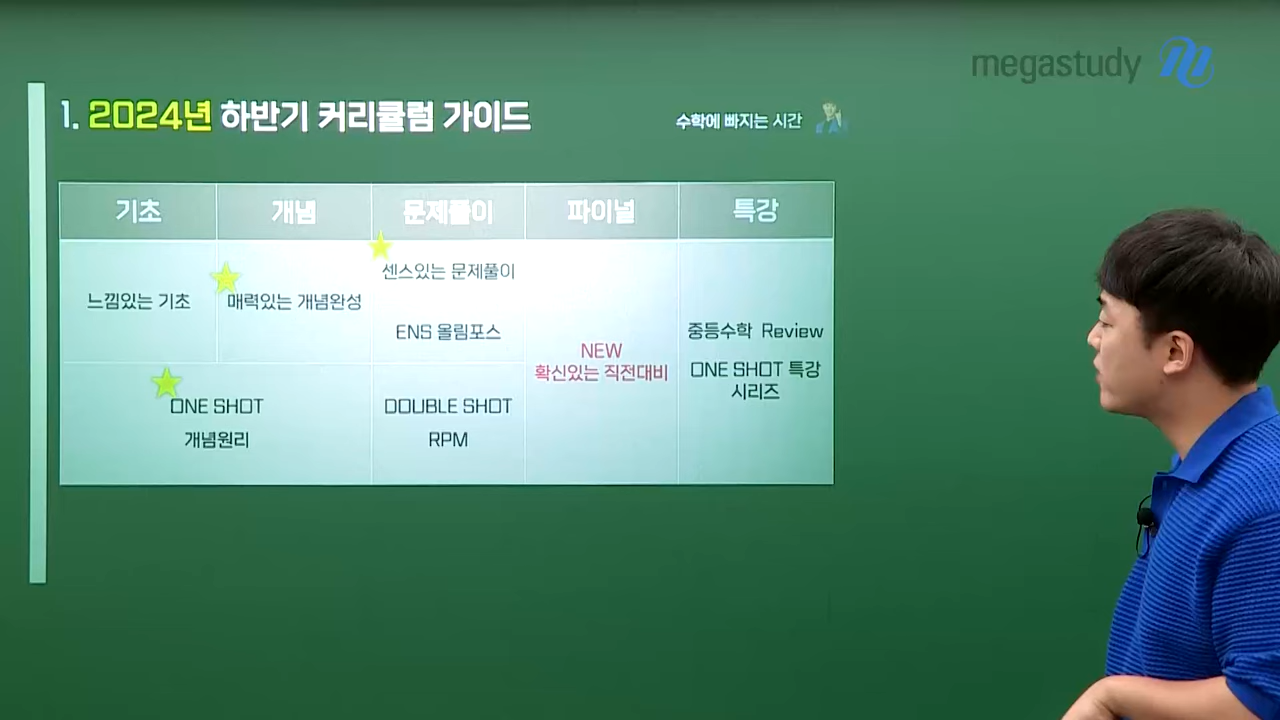 megastudy
1. 2024년 하반기 커리큘럼 가이드
수학에 빠지는 시간
기초 개념 문제풀이 파이널 특강
느낌있는 기초
매력있는 개념완성
센스있는 문제풀이
ENS 올림포스
ONE SHOT
개념원리
DOUBLE SHOT
RPM
NEW
확신있는 직전대비
중등수학 Review
ONE SHOT 특강
시리즈